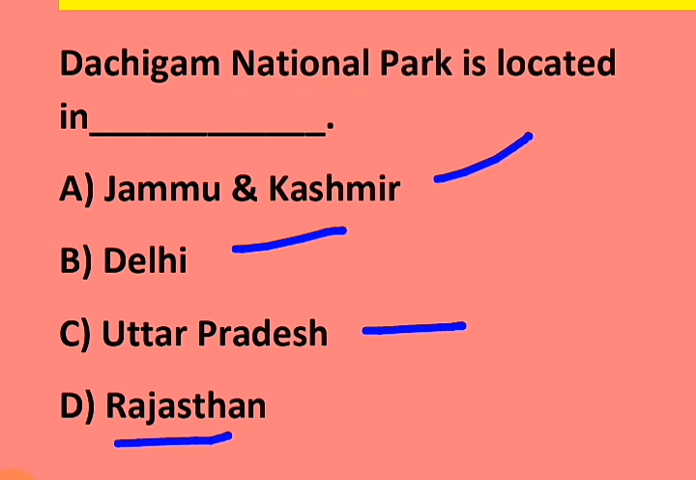 Dachigam National Park is located
in____________.
A) Jammu & Kashmir
B) Delhi
C) Uttar Pradesh
D) Rajasthan